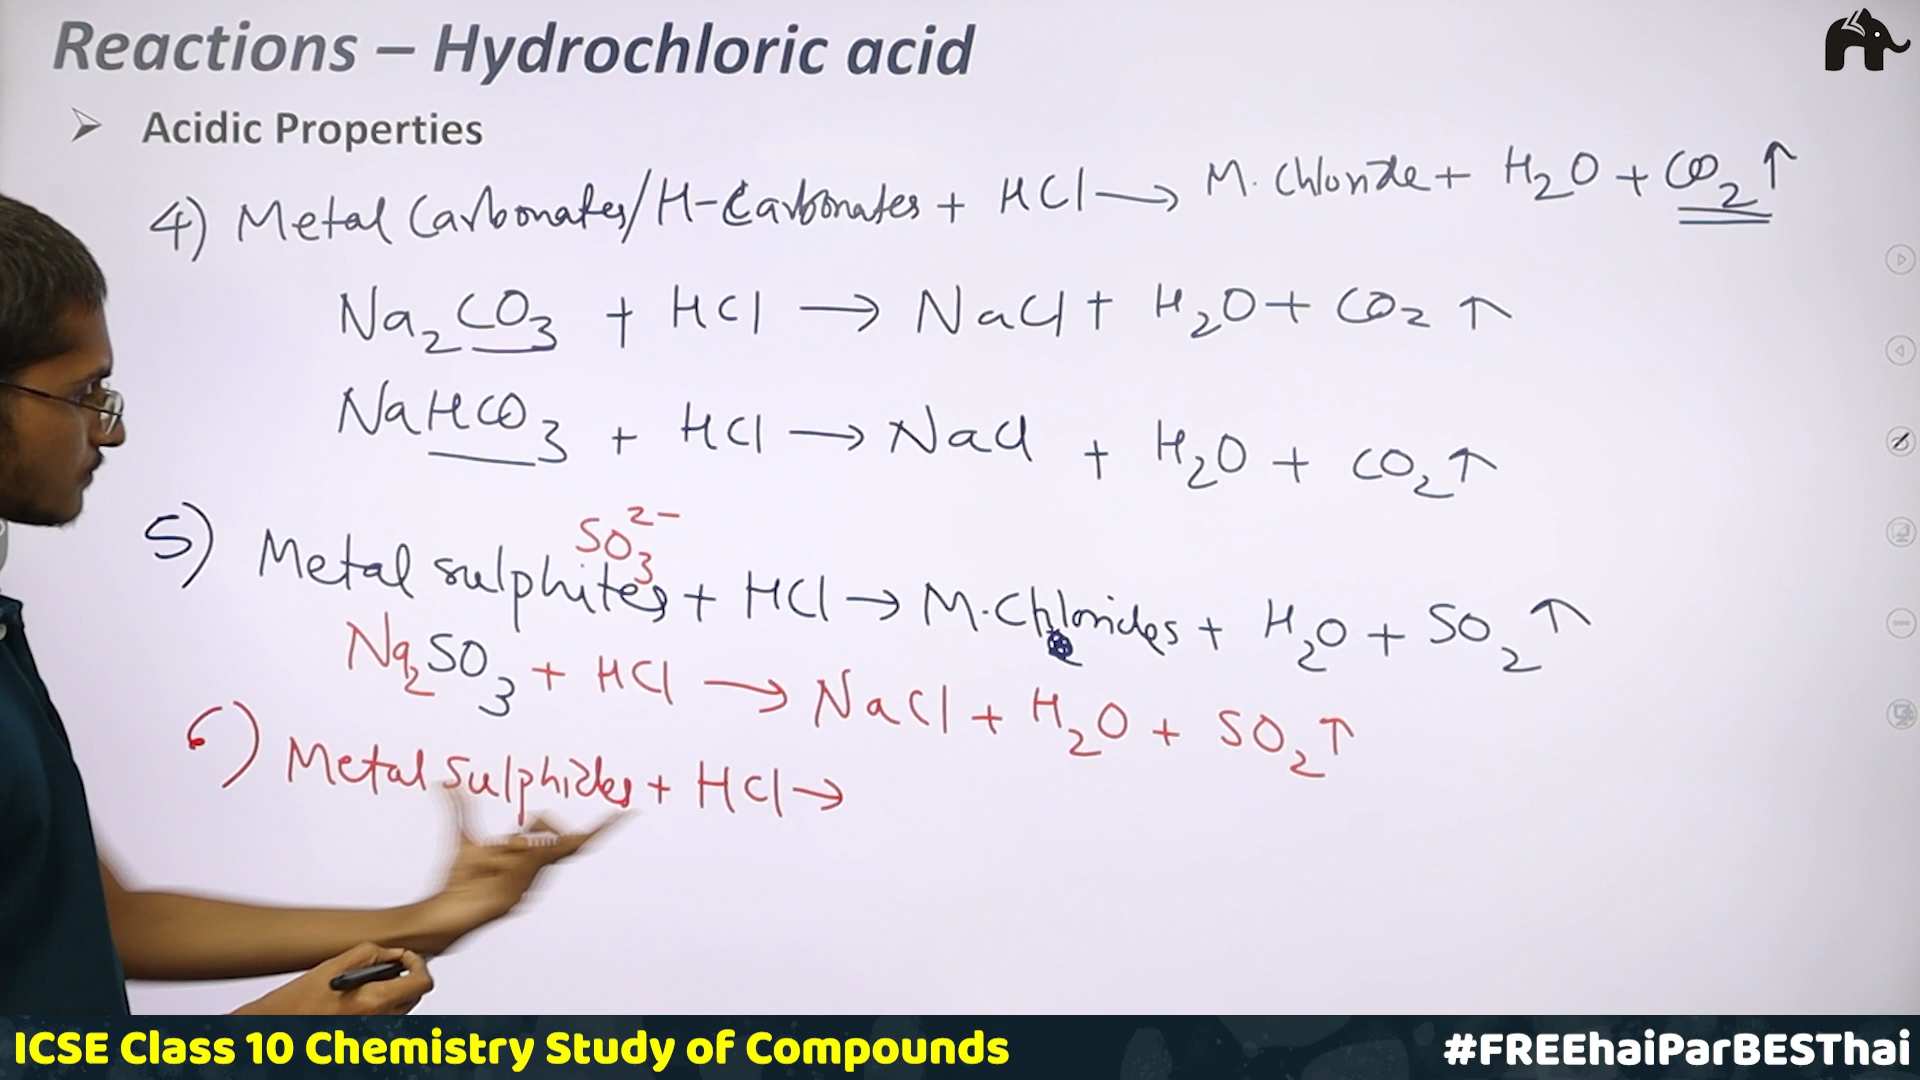 Reactions – Hydrochloric acid
➢ Acidic Properties
4) Metal Carbonates/H-Carbonates + HCl → M. Chloride + H₂O + CO₂ ↑
Na₂CO₃ + HCl → NaCl + H₂O + CO₂ ↑
NaHCO₃ + HCl → NaCl + H₂O + CO₂ ↑
SO₃²⁻
5) Metal sulphites + HCl → M. Chlorides + H₂O + SO₂ ↑
Na₂SO₃ + HCl → NaCl + H₂O + SO₂ ↑
6) Metal Sulphides + HCl →
ICSE Class 10 Chemistry Study of Compounds
#FREEhaiParBESThai